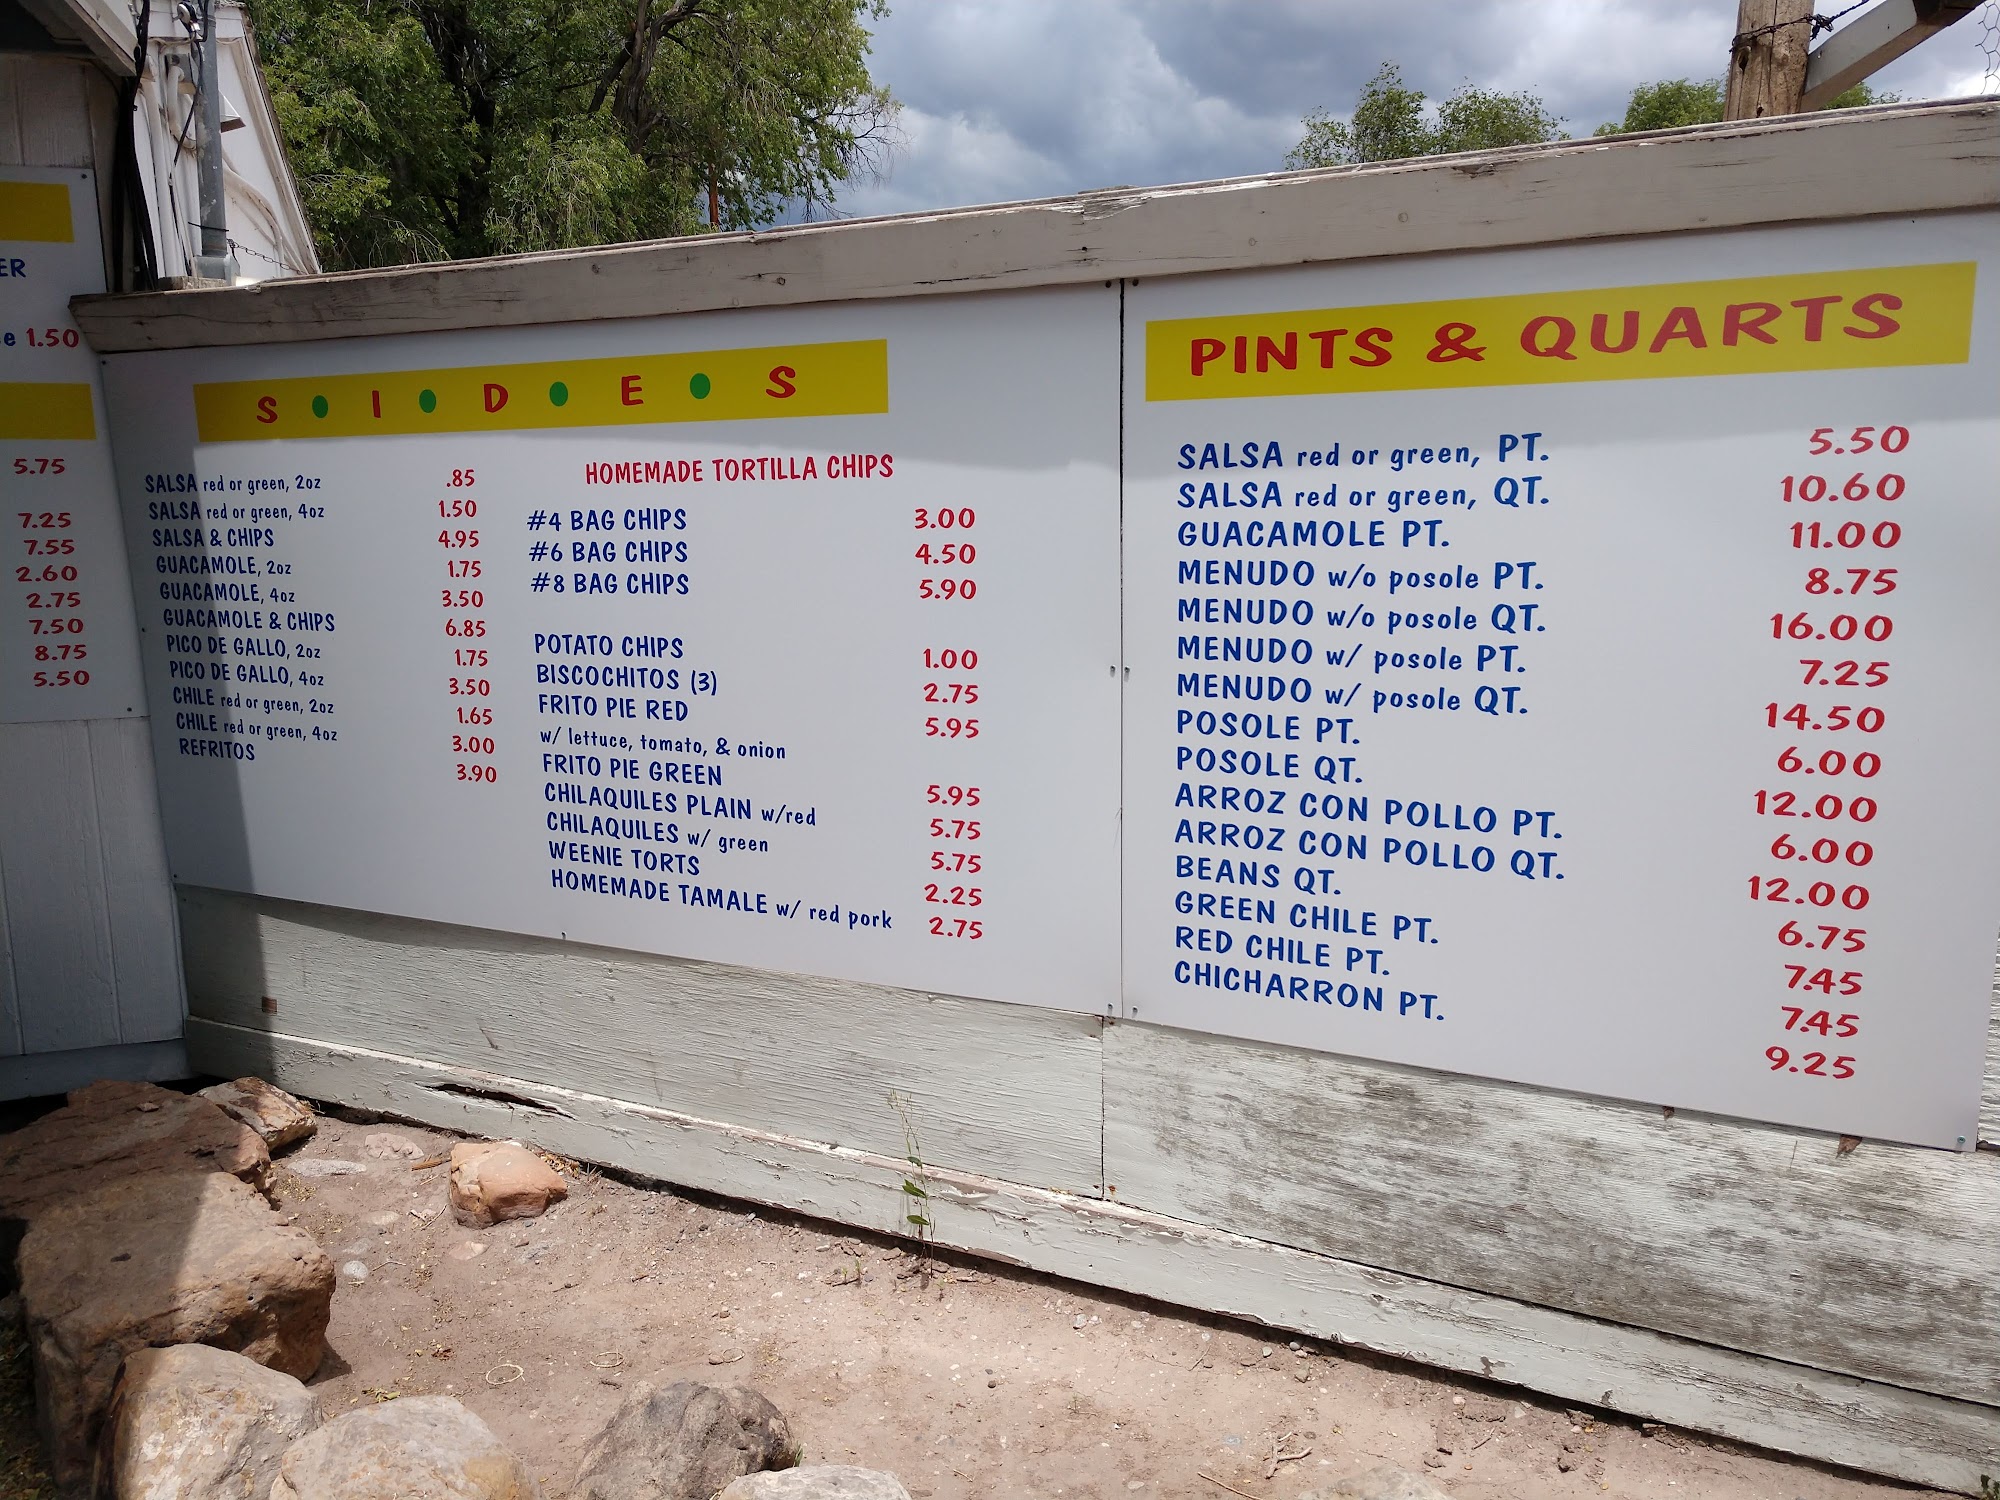 ER
e 1.50
5.75
7.25
7.55
2.60
2.75
7.50
8.75
5.50
S I D E S
SALSA red or green, 2oz .85
SALSA red or green, 4oz 1.50
SALSA & CHIPS 4.95
GUACAMOLE, 2oz 1.75
GUACAMOLE, 4oz 3.50
GUACAMOLE & CHIPS 6.85
PICO DE GALLO, 2oz 1.75
PICO DE GALLO, 4oz 3.50
CHILE red or green, 2oz 1.65
CHILE red or green, 4oz 3.00
REFRITOS 3.90
HOMEMADE TORTILLA CHIPS
#4 BAG CHIPS 3.00
#6 BAG CHIPS 4.50
#8 BAG CHIPS 5.90
POTATO CHIPS 1.00
BISCOCHITOS (3) 2.75
FRITO PIE RED 5.95
w/ lettuce, tomato, & onion
FRITO PIE GREEN 5.95
CHILAQUILES PLAIN w/red 5.75
CHILAQUILES w/ green 5.75
WEENIE TORTS 2.25
HOMEMADE TAMALE w/ red pork 2.75
PINTS & QUARTS
SALSA red or green, PT. 5.50
SALSA red or green, QT. 10.60
GUACAMOLE PT. 11.00
MENUDO w/o posole PT. 8.75
MENUDO w/o posole QT. 16.00
MENUDO w/ posole PT. 7.25
MENUDO w/ posole QT. 14.50
POSOLE PT. 6.00
POSOLE QT. 12.00
ARROZ CON POLLO PT. 6.00
ARROZ CON POLLO QT. 12.00
BEANS QT. 6.75
GREEN CHILE PT. 7.45
RED CHILE PT. 7.45
CHICHARRON PT. 9.25